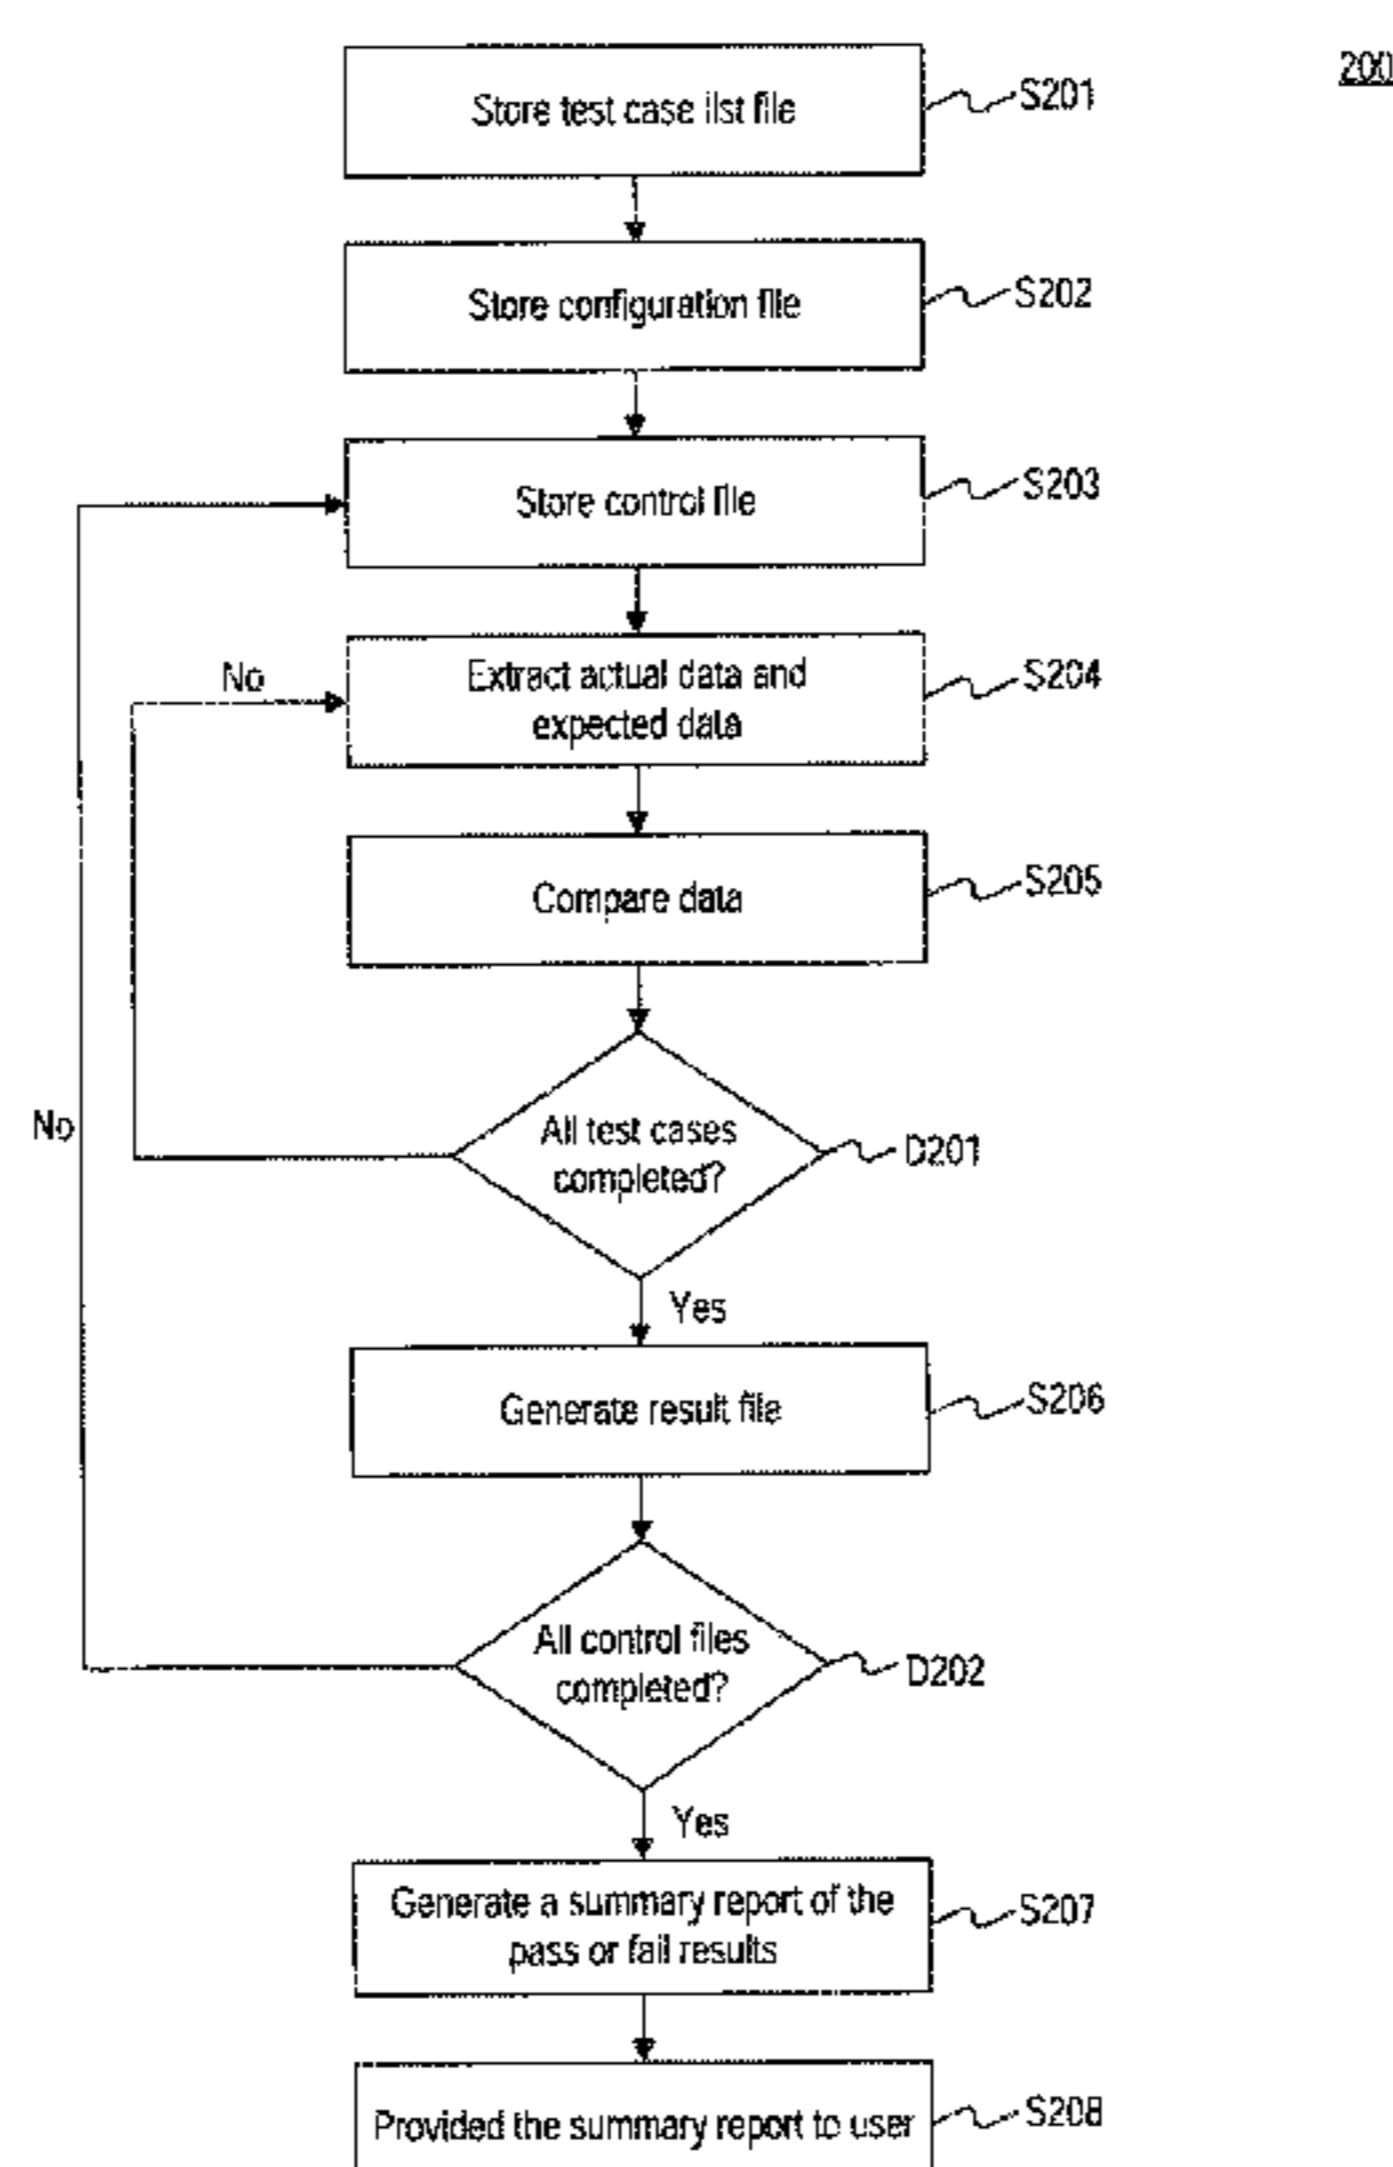 200
Store test case list file
S201
Store configuration file
S202
Store control file
S203
No
Extract actual data and
expected data
S204
Compare data
S205
No
All test cases
completed?
D201
Yes
Generate result file
S206
All control files
completed?
D202
Yes
Generate a summary report of the
pass or fail results
S207
Provided the summary report to user
S208